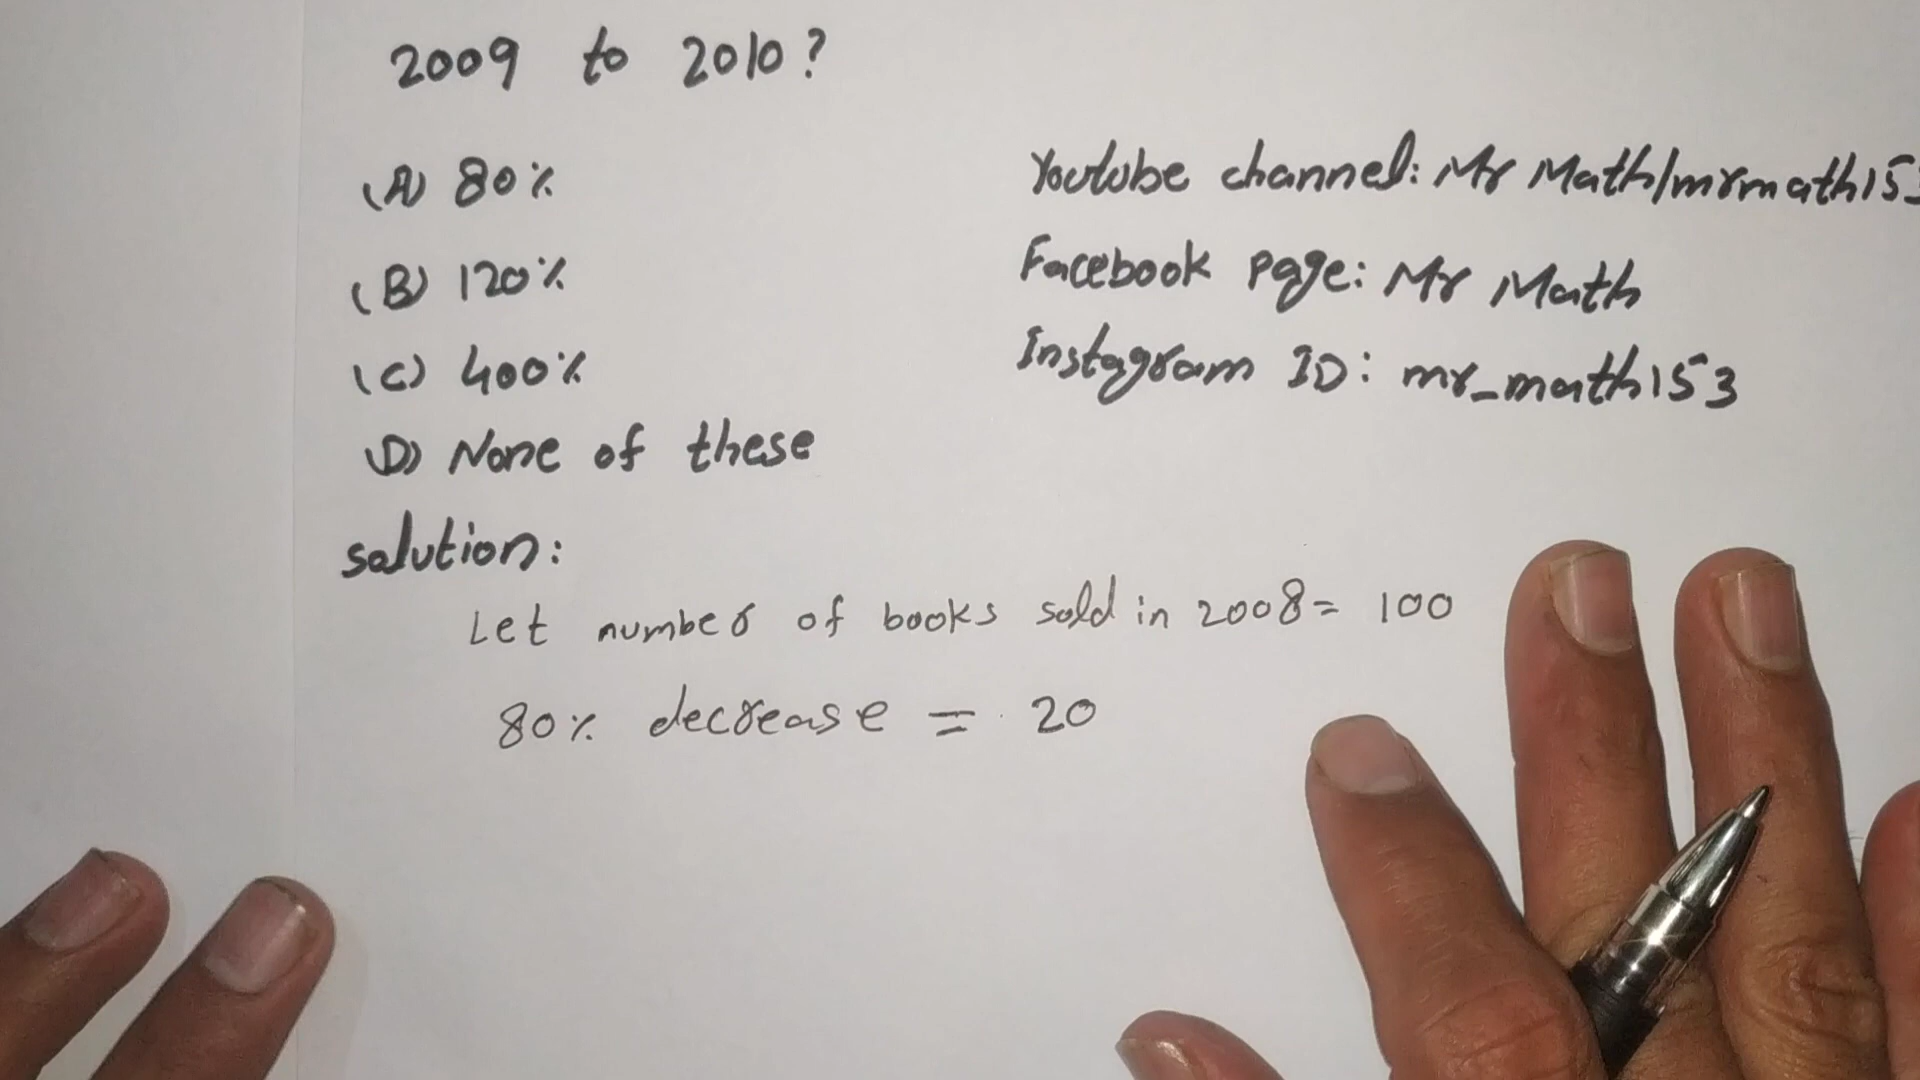 2009 to 2010?
(A) 80%
(B) 120%
(C) 400%
(D) None of these
Youtube channel: Mr Math/mrmath153
Facebook page: Mr Math
Instagram ID: mr_math153
solution:
Let number of books sold in 2008 = 100
80% decrease = 20